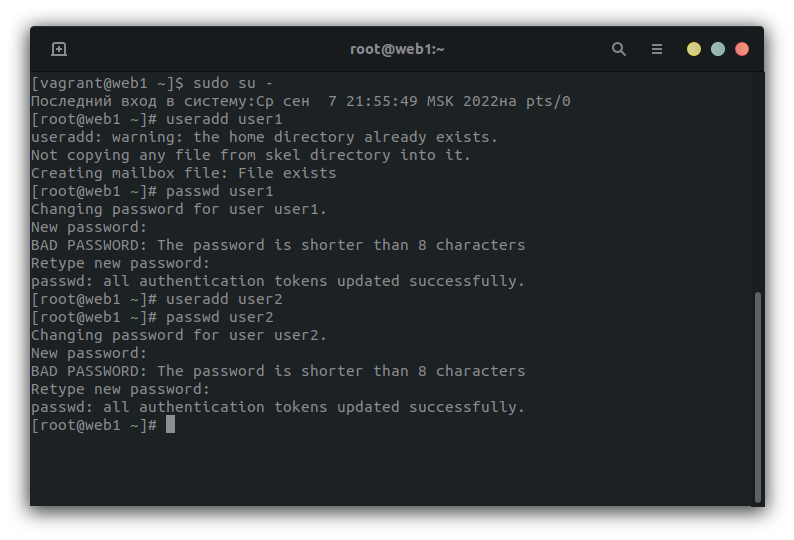 root@web1:~
[vagrant@web1 ~]$ sudo su -
Последний вход в систему:Ср сен  7 21:55:49 MSK 2022на pts/0
[root@web1 ~]# useradd user1
useradd: warning: the home directory already exists.
Not copying any file from skel directory into it.
Creating mailbox file: File exists
[root@web1 ~]# passwd user1
Changing password for user user1.
New password:
BAD PASSWORD: The password is shorter than 8 characters
Retype new password:
passwd: all authentication tokens updated successfully.
[root@web1 ~]# useradd user2
[root@web1 ~]# passwd user2
Changing password for user user2.
New password:
BAD PASSWORD: The password is shorter than 8 characters
Retype new password:
passwd: all authentication tokens updated successfully.
[root@web1 ~]#